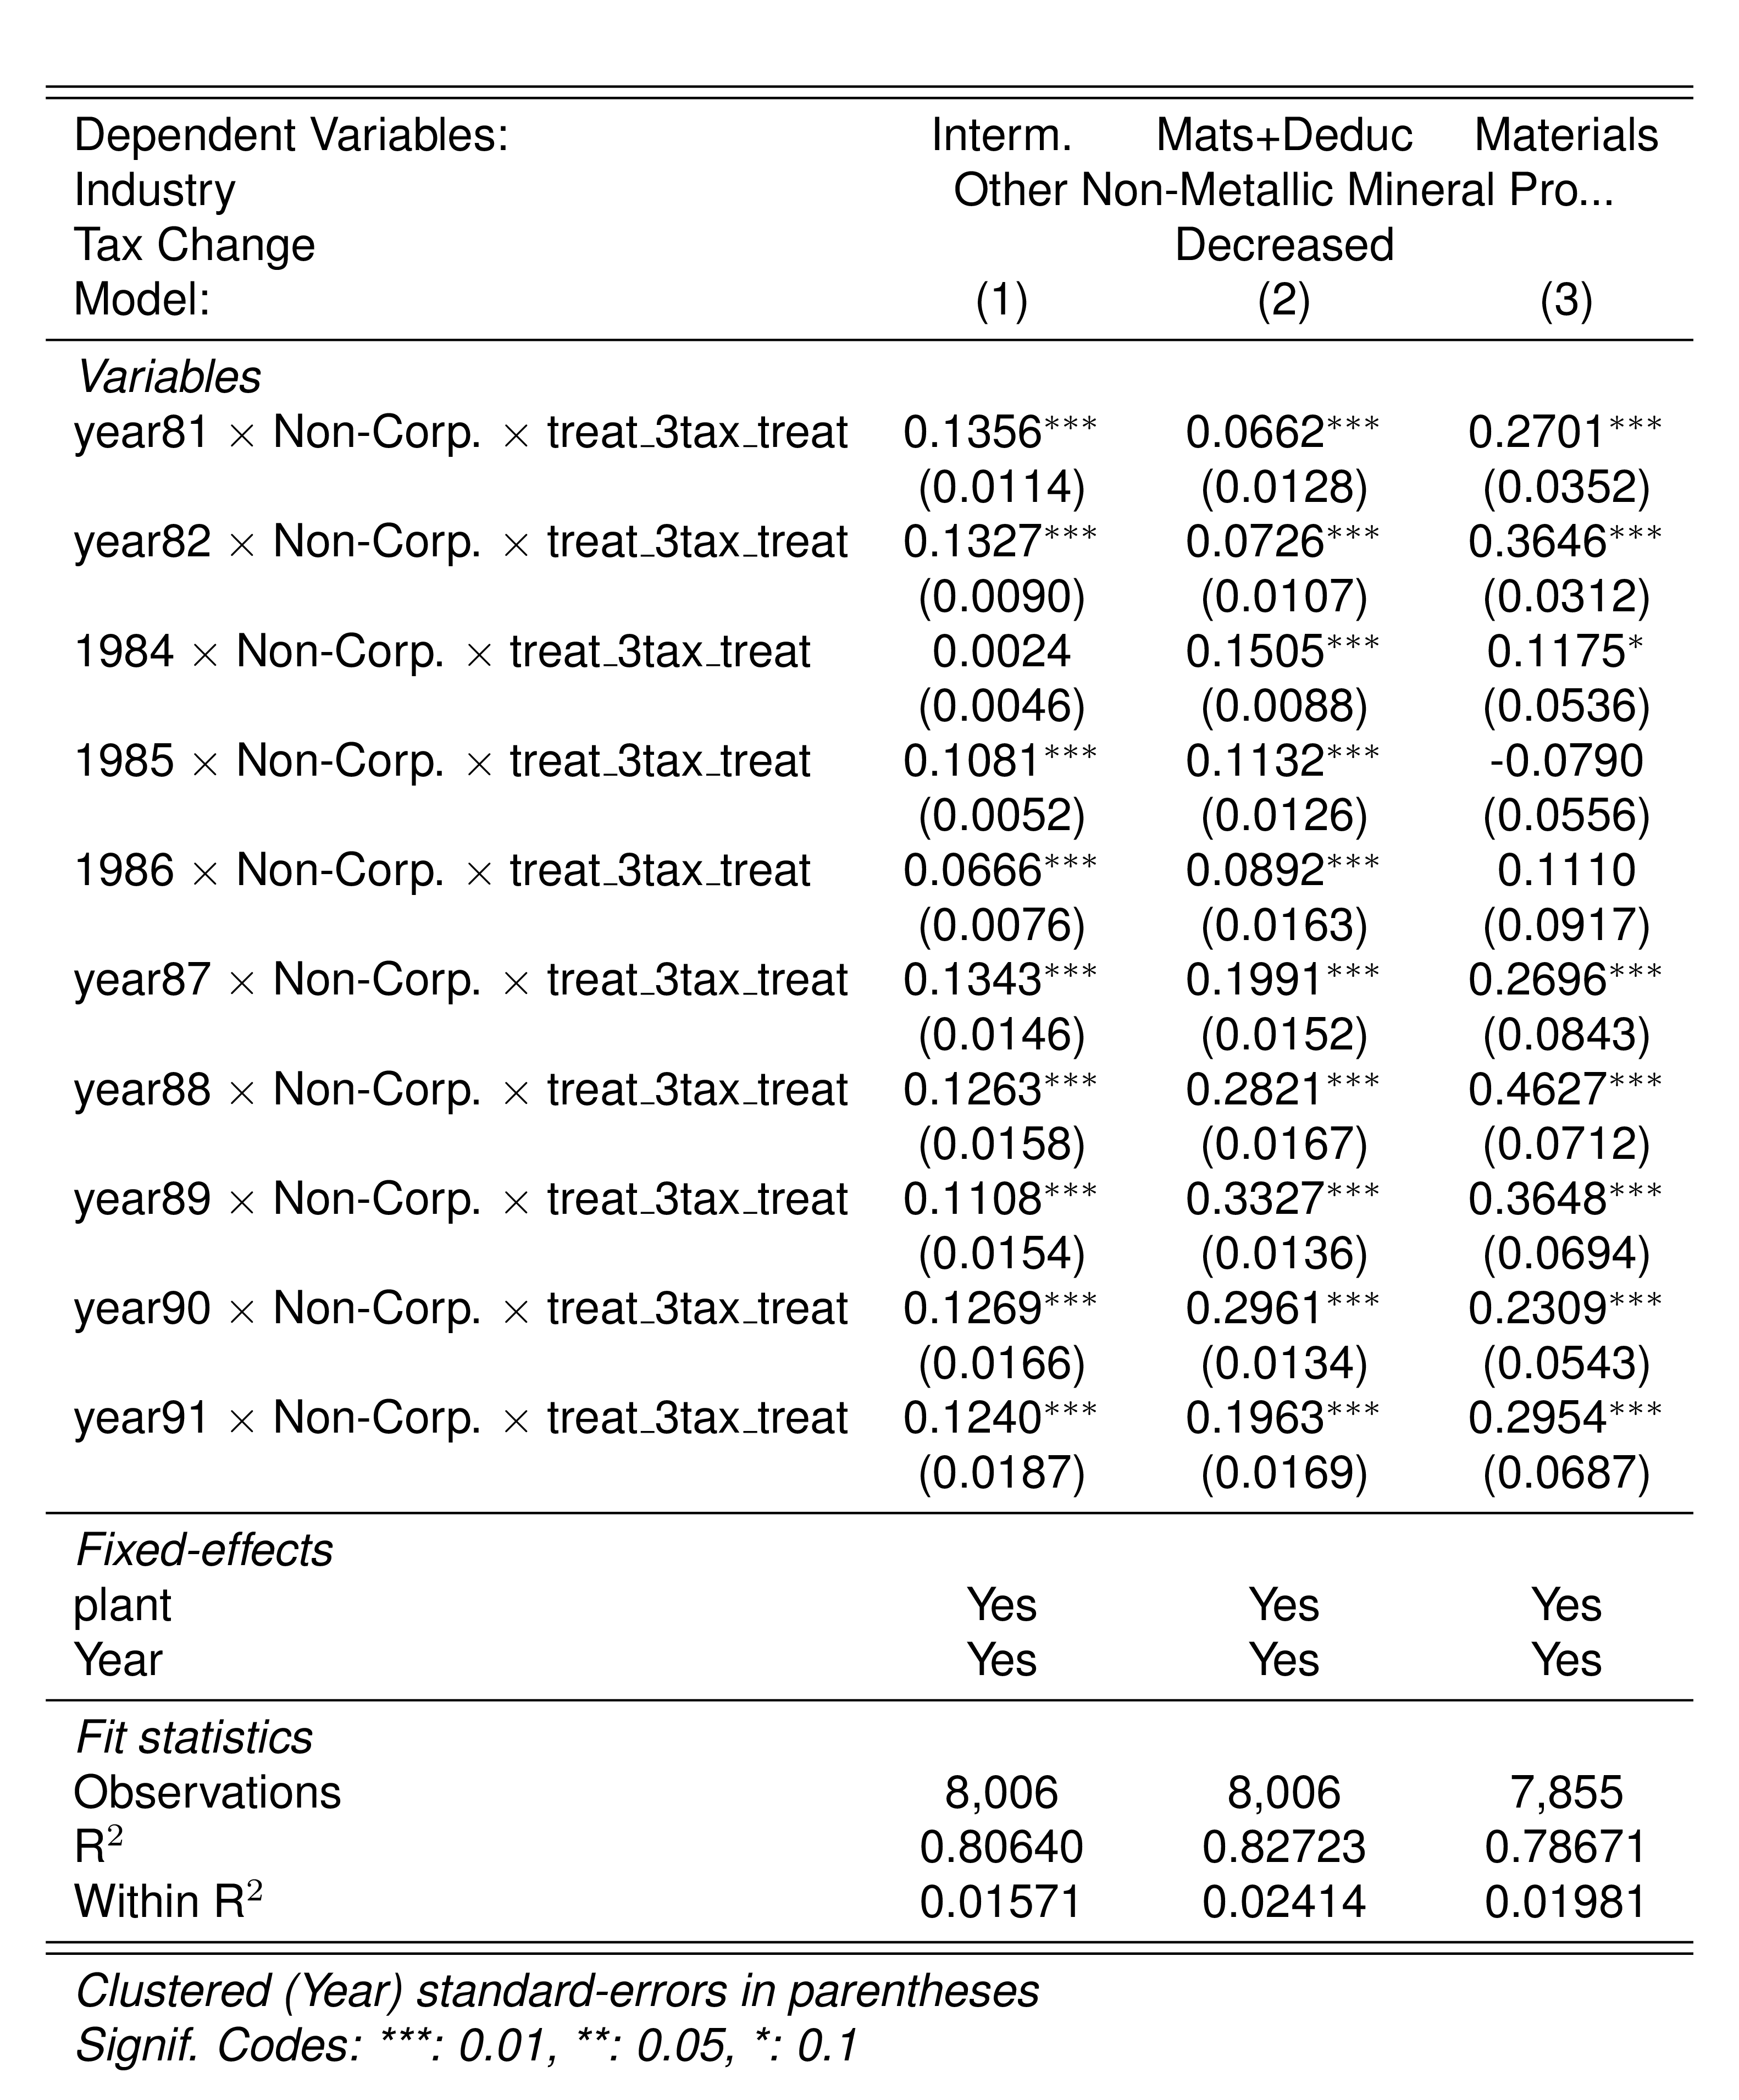 Dependent Variables: Interm. Mats+Deduc Materials
Industry Other Non-Metallic Mineral Pro...
Tax Change Decreased
Model: (1) (2) (3)
Variables
year81 × Non-Corp. × treat_3tax_treat 0.1356*** 0.0662*** 0.2701***
(0.0114) (0.0128) (0.0352)
year82 × Non-Corp. × treat_3tax_treat 0.1327*** 0.0726*** 0.3646***
(0.0090) (0.0107) (0.0312)
1984 × Non-Corp. × treat_3tax_treat 0.0024 0.1505*** 0.1175*
(0.0046) (0.0088) (0.0536)
1985 × Non-Corp. × treat_3tax_treat 0.1081*** 0.1132*** -0.0790
(0.0052) (0.0126) (0.0556)
1986 × Non-Corp. × treat_3tax_treat 0.0666*** 0.0892*** 0.1110
(0.0076) (0.0163) (0.0917)
year87 × Non-Corp. × treat_3tax_treat 0.1343*** 0.1991*** 0.2696***
(0.0146) (0.0152) (0.0843)
year88 × Non-Corp. × treat_3tax_treat 0.1263*** 0.2821*** 0.4627***
(0.0158) (0.0167) (0.0712)
year89 × Non-Corp. × treat_3tax_treat 0.1108*** 0.3327*** 0.3648***
(0.0154) (0.0136) (0.0694)
year90 × Non-Corp. × treat_3tax_treat 0.1269*** 0.2961*** 0.2309***
(0.0166) (0.0134) (0.0543)
year91 × Non-Corp. × treat_3tax_treat 0.1240*** 0.1963*** 0.2954***
(0.0187) (0.0169) (0.0687)
Fixed-effects
plant Yes Yes Yes
Year Yes Yes Yes
Fit statistics
Observations 8,006 8,006 7,855
R² 0.80640 0.82723 0.78671
Within R² 0.01571 0.02414 0.01981
Clustered (Year) standard-errors in parentheses
Signif. Codes: ***: 0.01, **: 0.05, *: 0.1